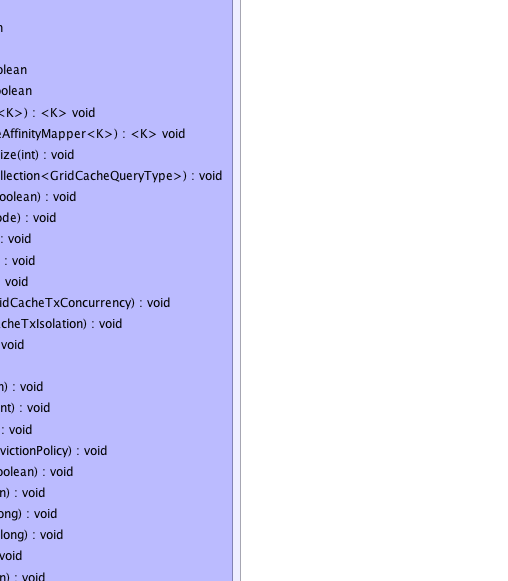 n
olean
oolean
<K>) : <K> void
eAffinityMapper<K>) : <K> void
ize(int) : void
llection<GridCacheQueryType>) : void
oolean) : void
ode) : void
: void
) : void
void
idCacheTxConcurrency) : void
cheTxIsolation) : void
void
n) : void
nt) : void
: void
victionPolicy) : void
oolean) : void
n) : void
ong) : void
long) : void
void
n) : void